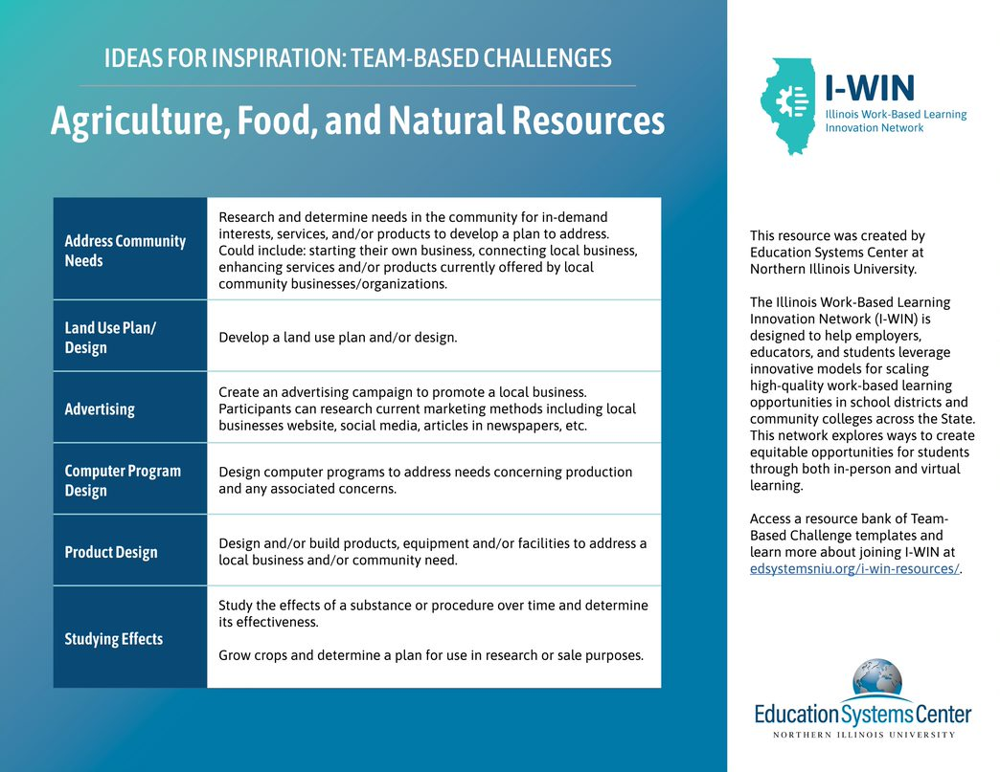 IDEAS FOR INSPIRATION: TEAM-BASED CHALLENGES
Agriculture, Food, and Natural Resources
Address Community
Needs
Research and determine needs in the community for in-demand
interests, services, and/or products to develop a plan to address.
Could include: starting their own business, connecting local business,
enhancing services and/or products currently offered by local
community businesses/organizations.
Land Use Plan/
Design
Develop a land use plan and/or design.
Advertising
Create an advertising campaign to promote a local business.
Participants can research current marketing methods including local
businesses website, social media, articles in newspapers, etc.
Computer Program
Design
Design computer programs to address needs concerning production
and any associated concerns.
Product Design
Design and/or build products, equipment and/or facilities to address a
local business and/or community need.
Studying Effects
Study the effects of a substance or procedure over time and determine
its effectiveness.
Grow crops and determine a plan for use in research or sale purposes.
I-WIN
Illinois Work-Based Learning
Innovation Network
This resource was created by
Education Systems Center at
Northern Illinois University.
The Illinois Work-Based Learning
Innovation Network (I-WIN) is
designed to help employers,
educators, and students leverage
innovative models for scaling
high-quality work-based learning
opportunities in school districts and
community colleges across the State.
This network explores ways to create
equitable opportunities for students
through both in-person and virtual
learning.
Access a resource bank of Team-
Based Challenge templates and
learn more about joining I-WIN at
edsystemsniu.org/i-win-resources/.
Education Systems Center
NORTHERN ILLINOIS UNIVERSITY